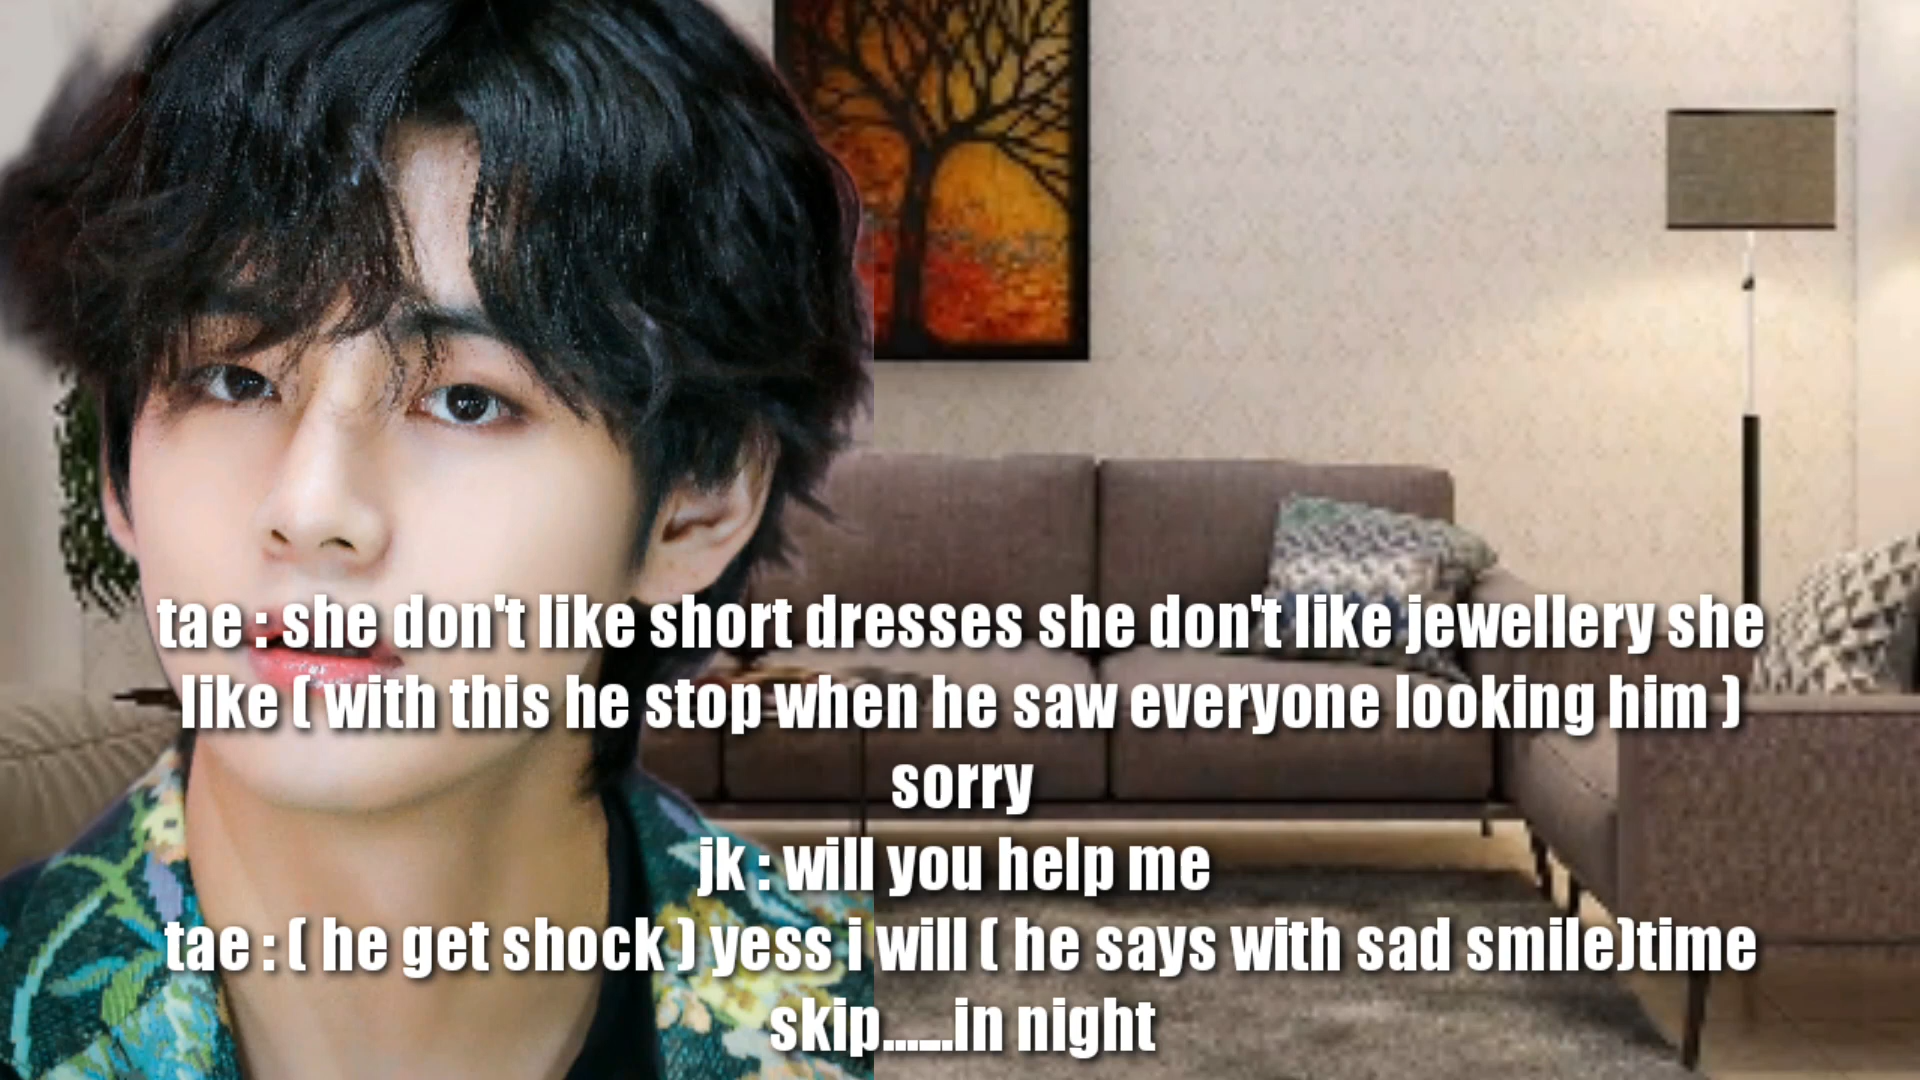 tae : she don't like short dresses she don't like jewellery she
like ( with this he stop when he saw everyone looking him )
sorry
jk : will you help me
tae : ( he get shock ) yess i will ( he says with sad smile)time
skip.......in night